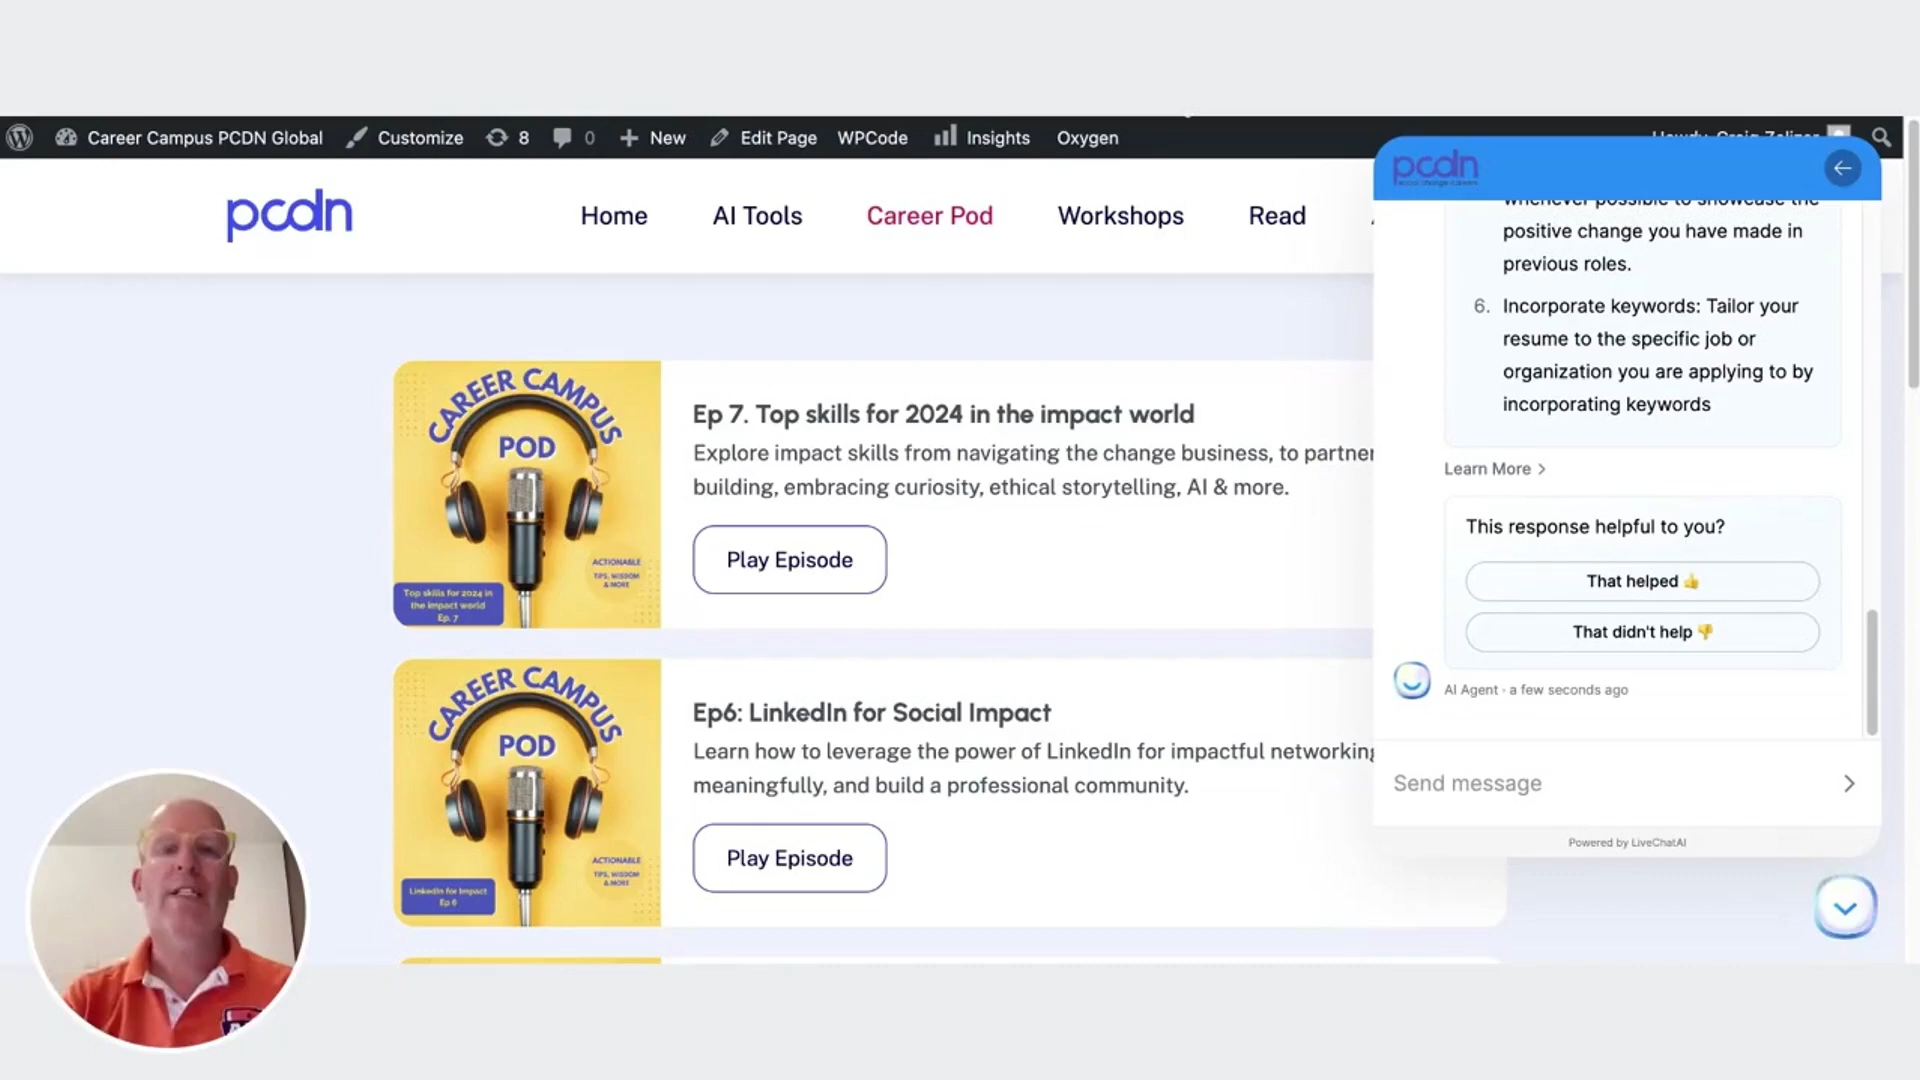 Career Campus PCDN Global Customize 8 0 New Edit Page WPCode Insights Oxygen
pcdn
Home AI Tools Career Pod Workshops Read
CAREER CAMPUS
POD
ACTIONABLE
TIPS, WISDOM
& MORE
Top skills for 2024 in
the impact world
Ep. 7
Ep 7. Top skills for 2024 in the impact world
Explore impact skills from navigating the change business, to partner
building, embracing curiosity, ethical storytelling, AI & more.
Play Episode
CAREER CAMPUS
POD
ACTIONABLE
TIPS, WISDOM
& MORE
LinkedIn for Impact
Ep 6
Ep6: LinkedIn for Social Impact
Learn how to leverage the power of LinkedIn for impactful networking
meaningfully, and build a professional community.
Play Episode
pcdn
whenever possible to showcase the
positive change you have made in
previous roles.
6. Incorporate keywords: Tailor your
resume to the specific job or
organization you are applying to by
incorporating keywords
Learn More >
This response helpful to you?
That helped 👍
That didn't help 👎
AI Agent · a few seconds ago
Send message
Powered by LiveChatAI